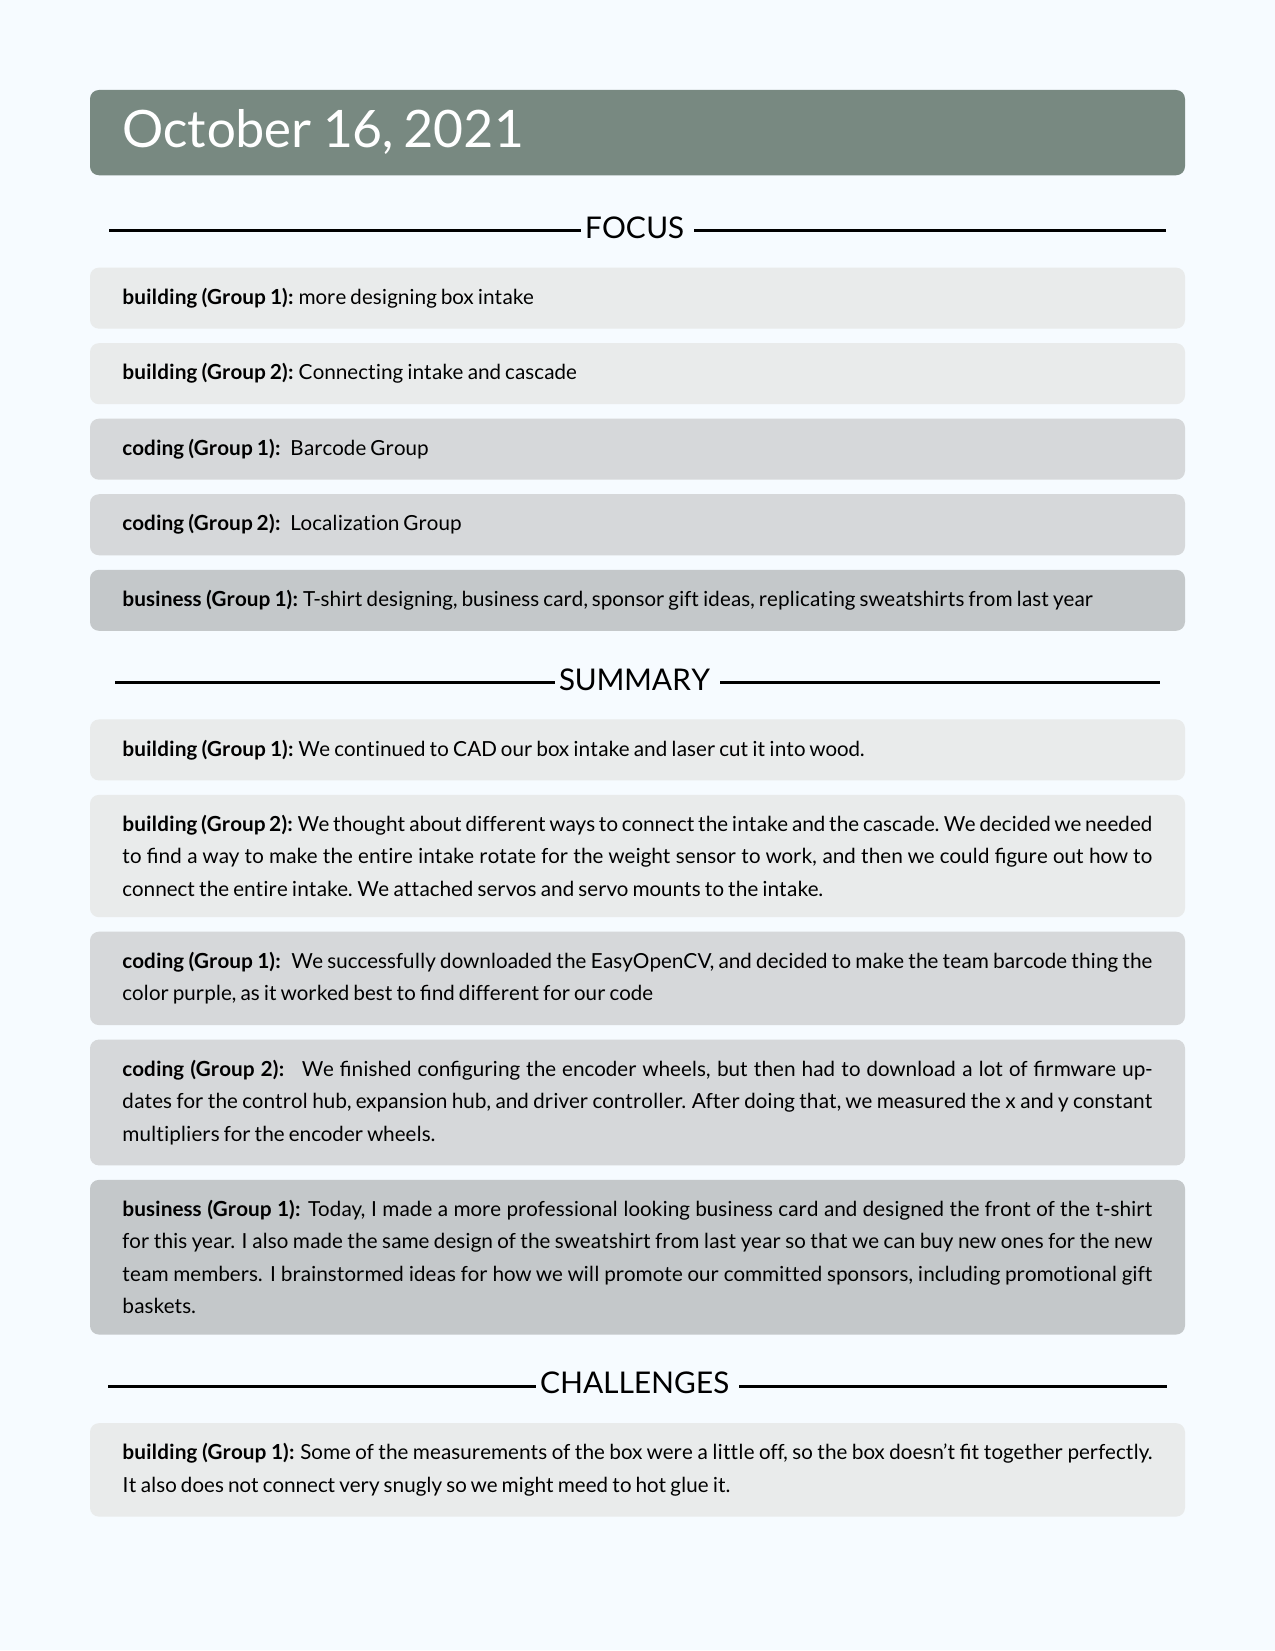 October 16, 2021
FOCUS
building (Group 1): more designing box intake
building (Group 2): Connecting intake and cascade
coding (Group 1): Barcode Group
coding (Group 2): Localization Group
business (Group 1): T-shirt designing, business card, sponsor gift ideas, replicating sweatshirts from last year
SUMMARY
building (Group 1): We continued to CAD our box intake and laser cut it into wood.
building (Group 2): We thought about different ways to connect the intake and the cascade. We decided we needed
to find a way to make the entire intake rotate for the weight sensor to work, and then we could figure out how to
connect the entire intake. We attached servos and servo mounts to the intake.
coding (Group 1): We successfully downloaded the EasyOpenCV, and decided to make the team barcode thing the
color purple, as it worked best to find different for our code
coding (Group 2): We finished configuring the encoder wheels, but then had to download a lot of firmware up-
dates for the control hub, expansion hub, and driver controller. After doing that, we measured the x and y constant
multipliers for the encoder wheels.
business (Group 1): Today, I made a more professional looking business card and designed the front of the t-shirt
for this year. I also made the same design of the sweatshirt from last year so that we can buy new ones for the new
team members. I brainstormed ideas for how we will promote our committed sponsors, including promotional gift
baskets.
CHALLENGES
building (Group 1): Some of the measurements of the box were a little off, so the box doesn’t fit together perfectly.
It also does not connect very snugly so we might meed to hot glue it.